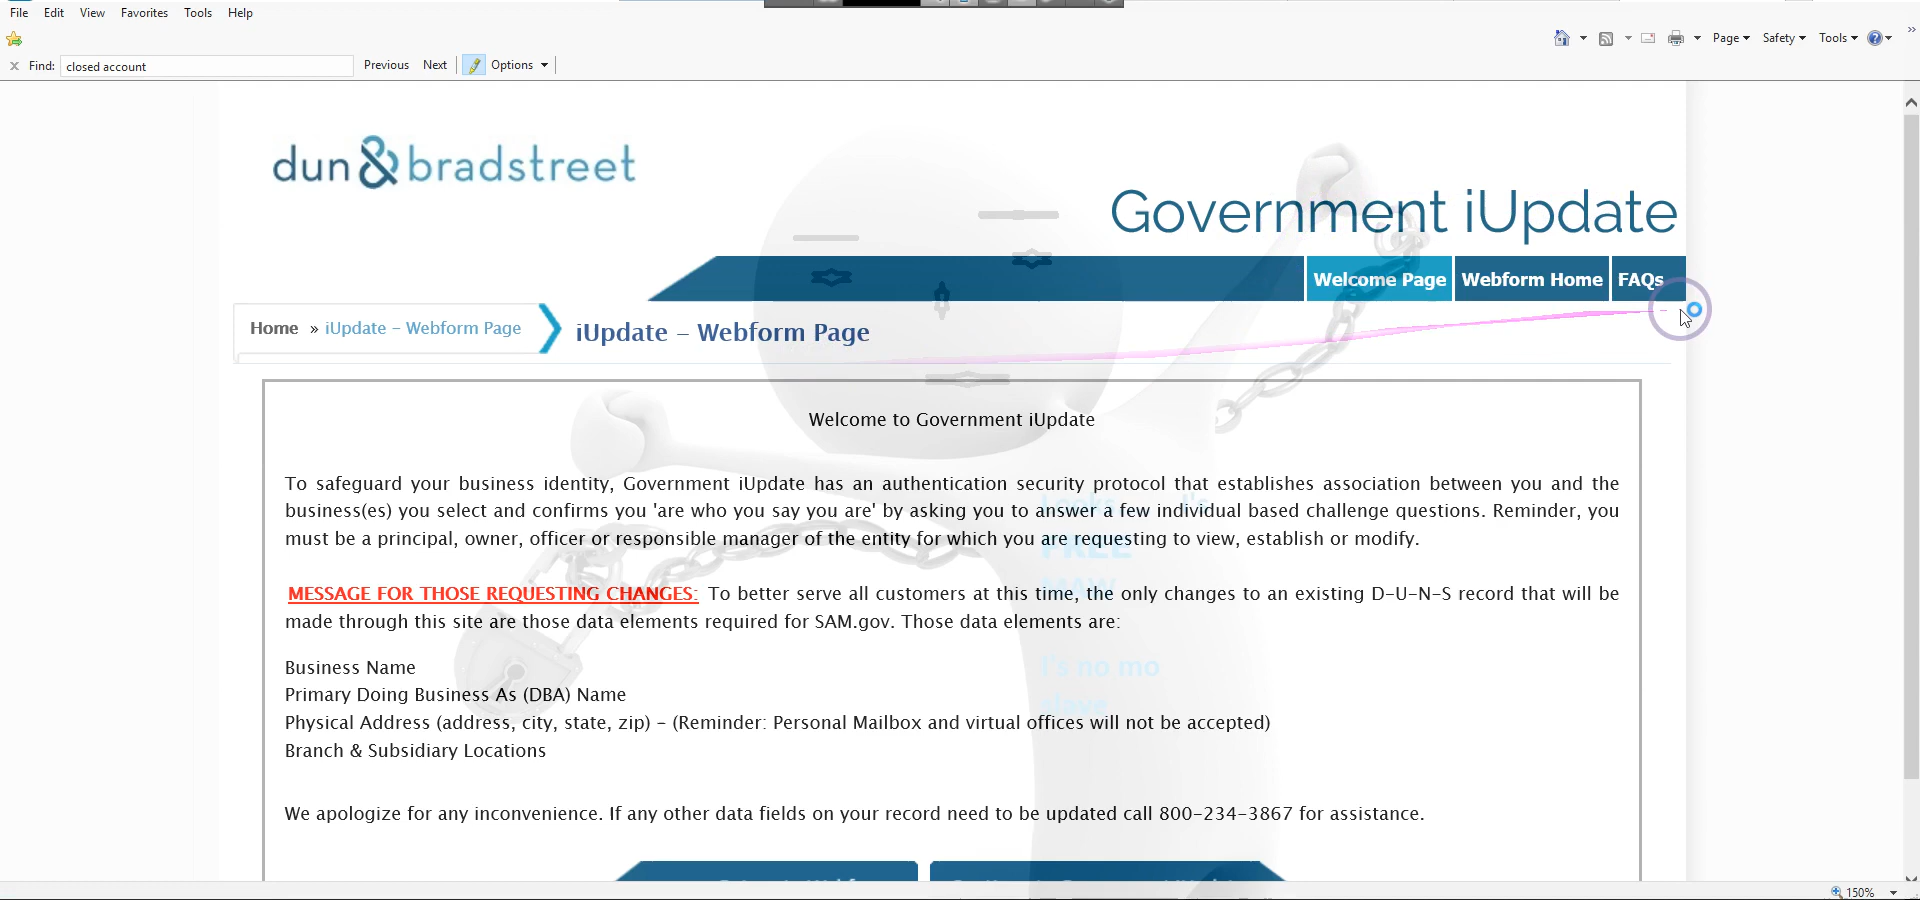 File Edit View Favorites Tools Help
Page Safety Tools
Find: closed account Previous Next Options
dun & bradstreet
Government iUpdate
Welcome Page Webform Home FAQs
Home » iUpdate - Webform Page iUpdate - Webform Page
Welcome to Government iUpdate
To safeguard your business identity, Government iUpdate has an authentication security protocol that establishes association between you and the
business(es) you select and confirms you 'are who you say you are' by asking you to answer a few individual based challenge questions. Reminder, you
must be a principal, owner, officer or responsible manager of the entity for which you are requesting to view, establish or modify.
MESSAGE FOR THOSE REQUESTING CHANGES: To better serve all customers at this time, the only changes to an existing D-U-N-S record that will be
made through this site are those data elements required for SAM.gov. Those data elements are:
Business Name
Primary Doing Business As (DBA) Name
Physical Address (address, city, state, zip) - (Reminder: Personal Mailbox and virtual offices will not be accepted)
Branch & Subsidiary Locations
We apologize for any inconvenience. If any other data fields on your record need to be updated call 800-234-3867 for assistance.
Looks I's
FREE
MAW
I's no mo
slave
150%